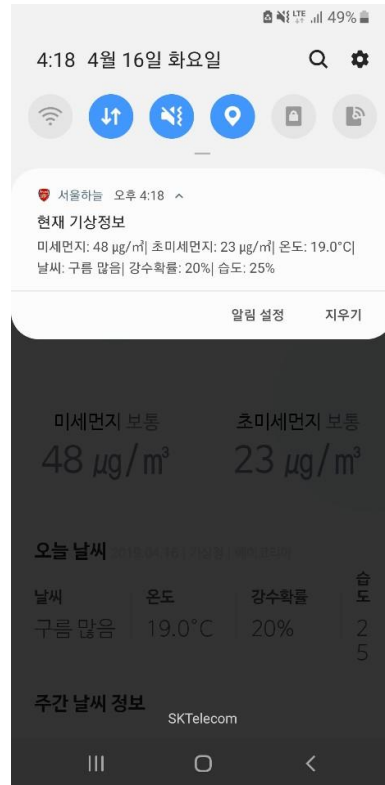 LTE 49%
4:18 4월 16일 화요일
서울하늘 오후 4:18
현재 기상정보
미세먼지: 48 µg/㎥| 초미세먼지: 23 µg/㎥| 온도: 19.0°C|
날씨: 구름 많음| 강수확률: 20%| 습도: 25%
알림 설정 지우기
미세먼지 보통 초미세먼지 보통
48 µg/㎥ 23 µg/㎥
오늘 날씨
날씨 온도 강수확률 습도
구름 많음 19.0°C 20% 25
주간 날씨 정보
SKTelecom